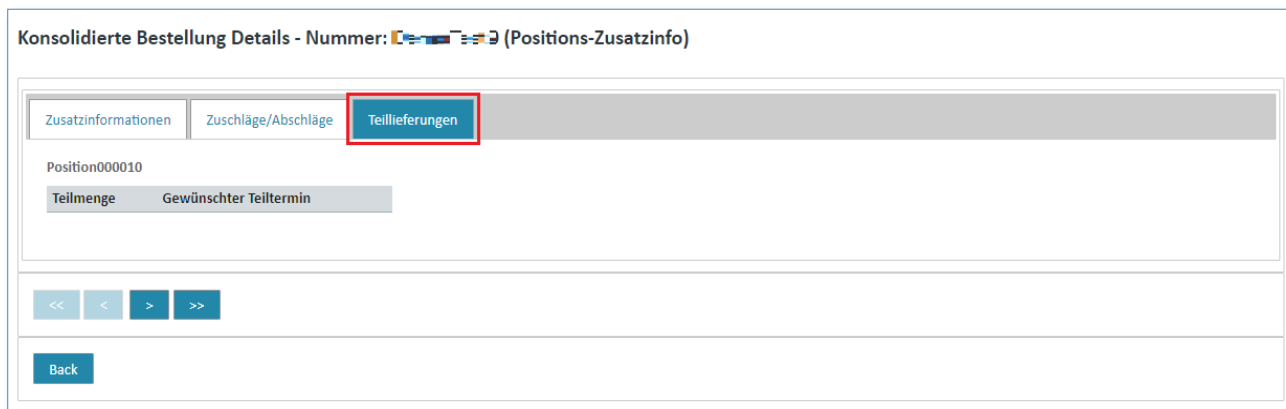 Konsolidierte Bestellung Details - Nummer: (Positions-Zusatzinfo)
Zusatzinformationen Zuschläge/Abschläge Teillieferungen
Position000010
Teilmenge Gewünschter Teiltermin
<< < > >>
Back